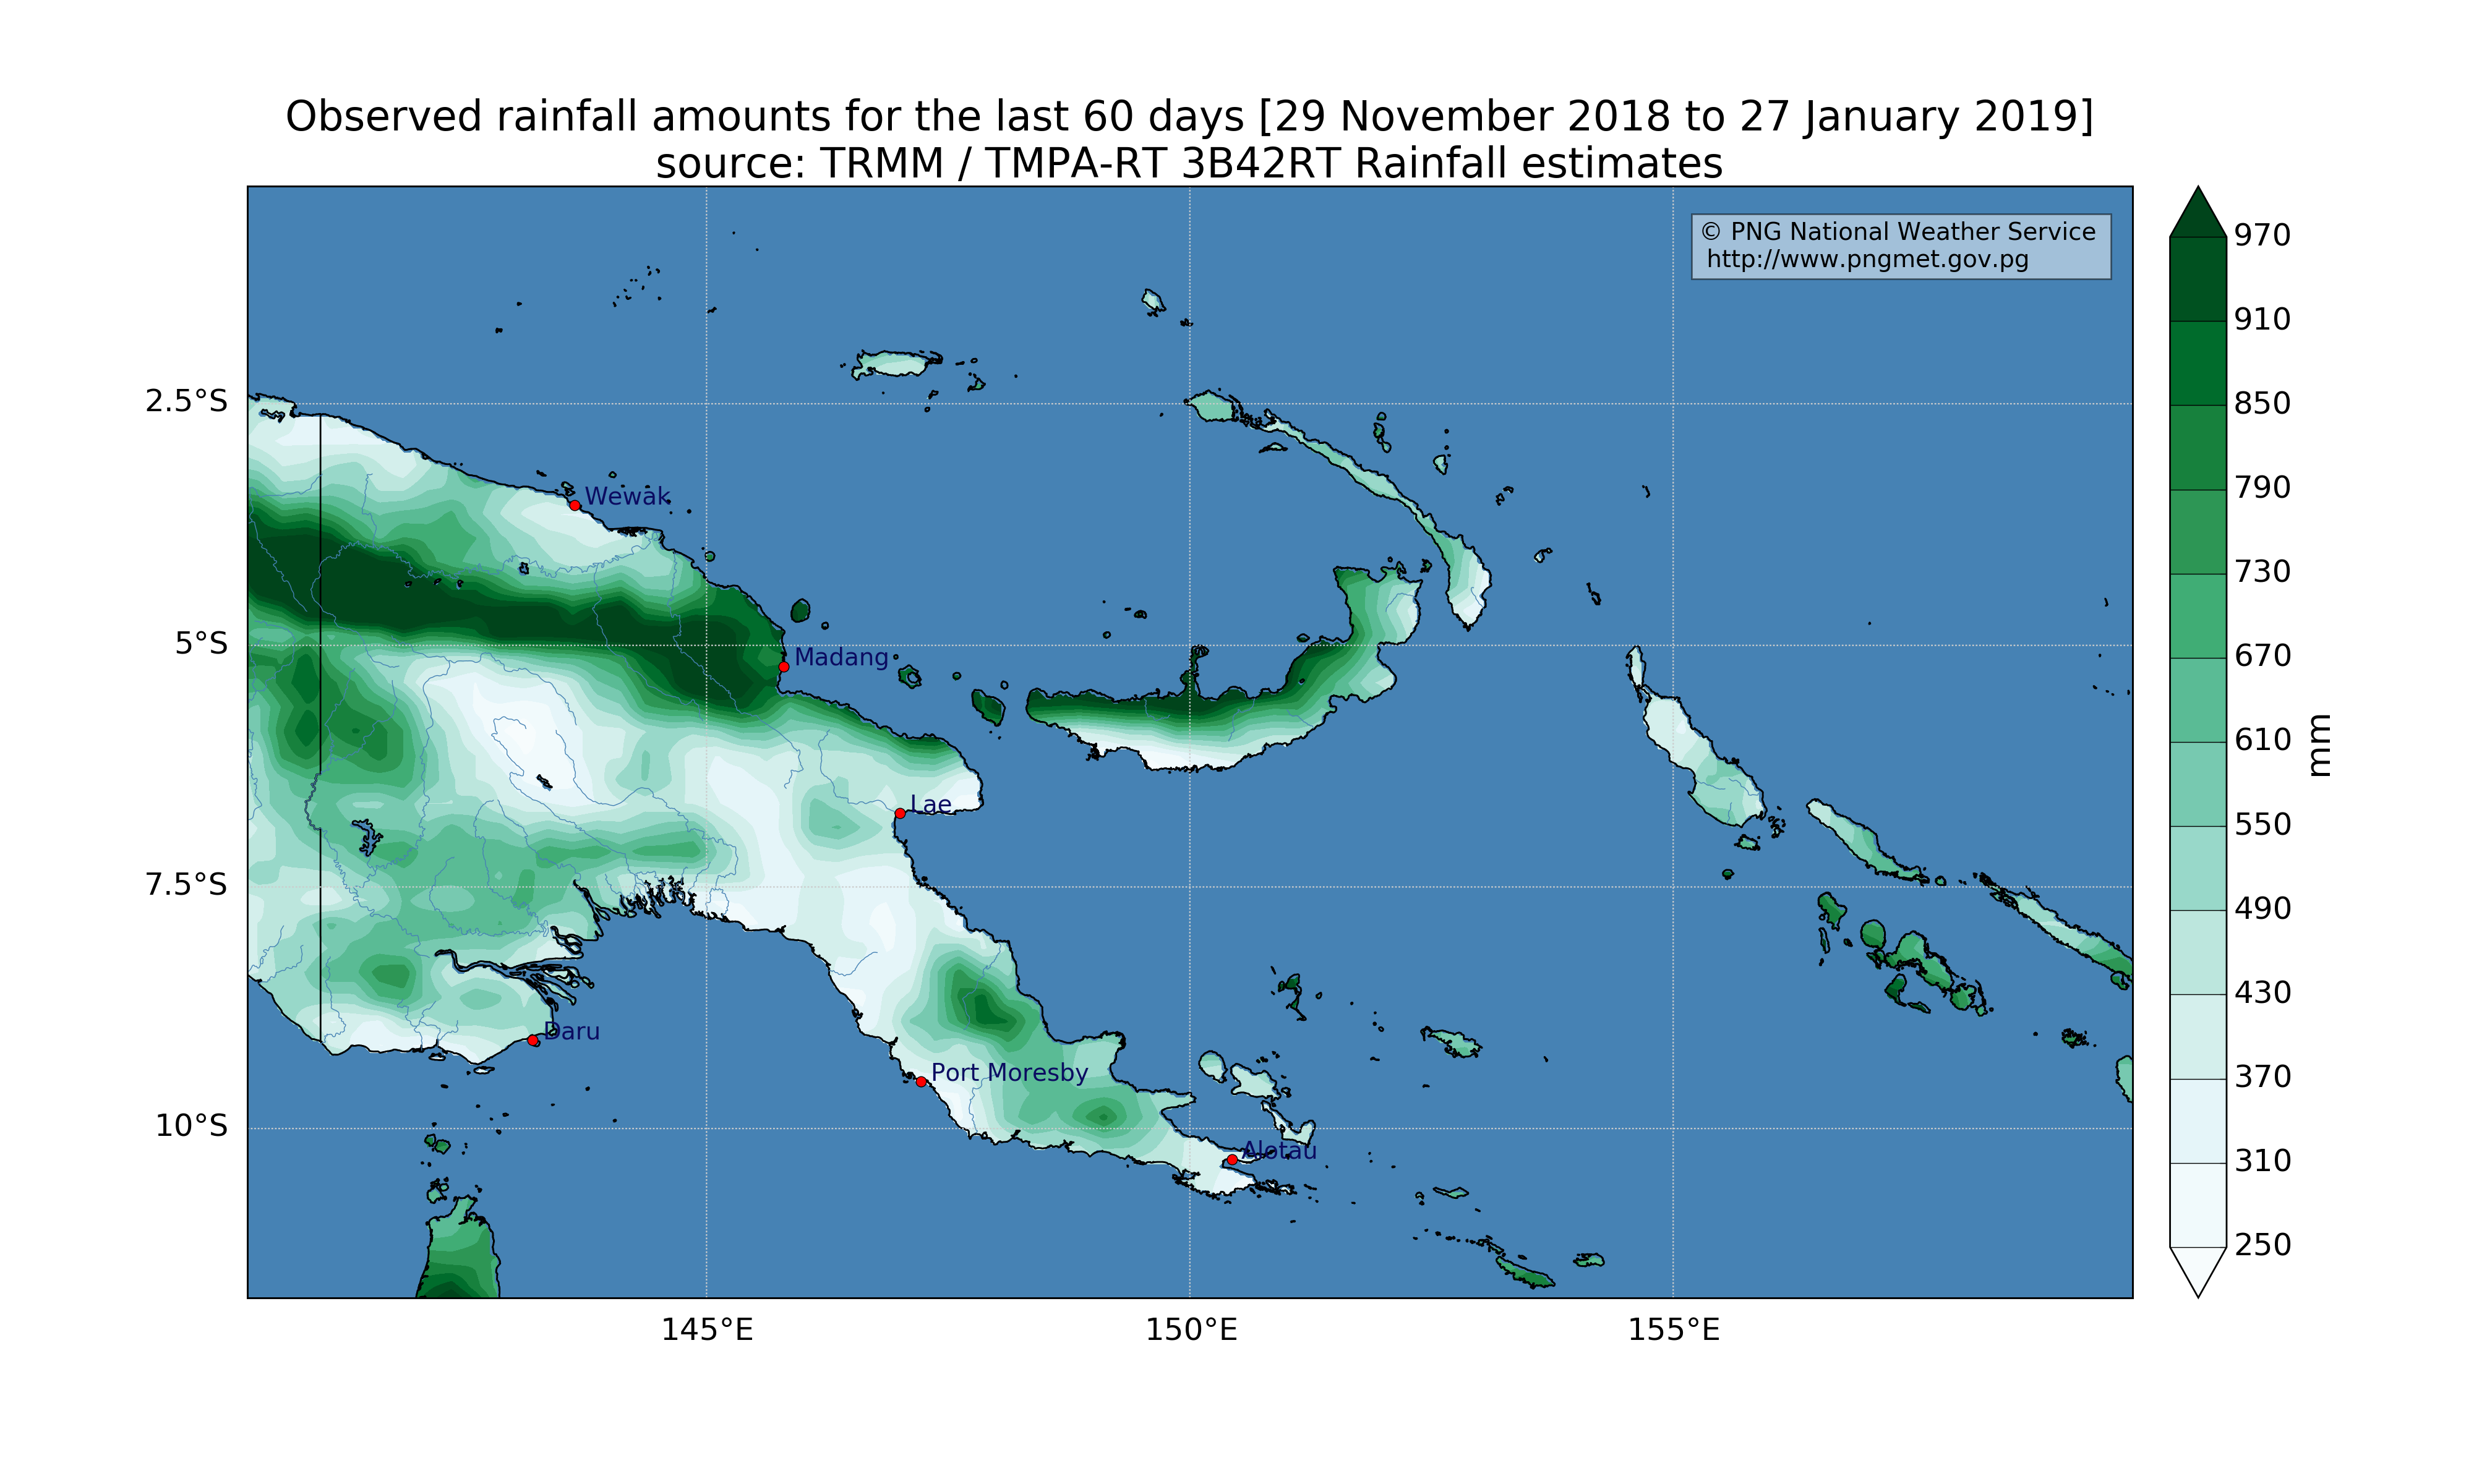 Observed rainfall amounts for the last 60 days [29 November 2018 to 27 January 2019]
source: TRMM / TMPA-RT 3B42RT Rainfall estimates
© PNG National Weather Service
http://www.pngmet.gov.pg
970
910
850
790
730
670
610
550
490
430
370
310
250
mm
2.5°S
5°S
7.5°S
10°S
Wewak
Madang
Lae
Daru
Port Moresby
Alotau
145°E
150°E
155°E